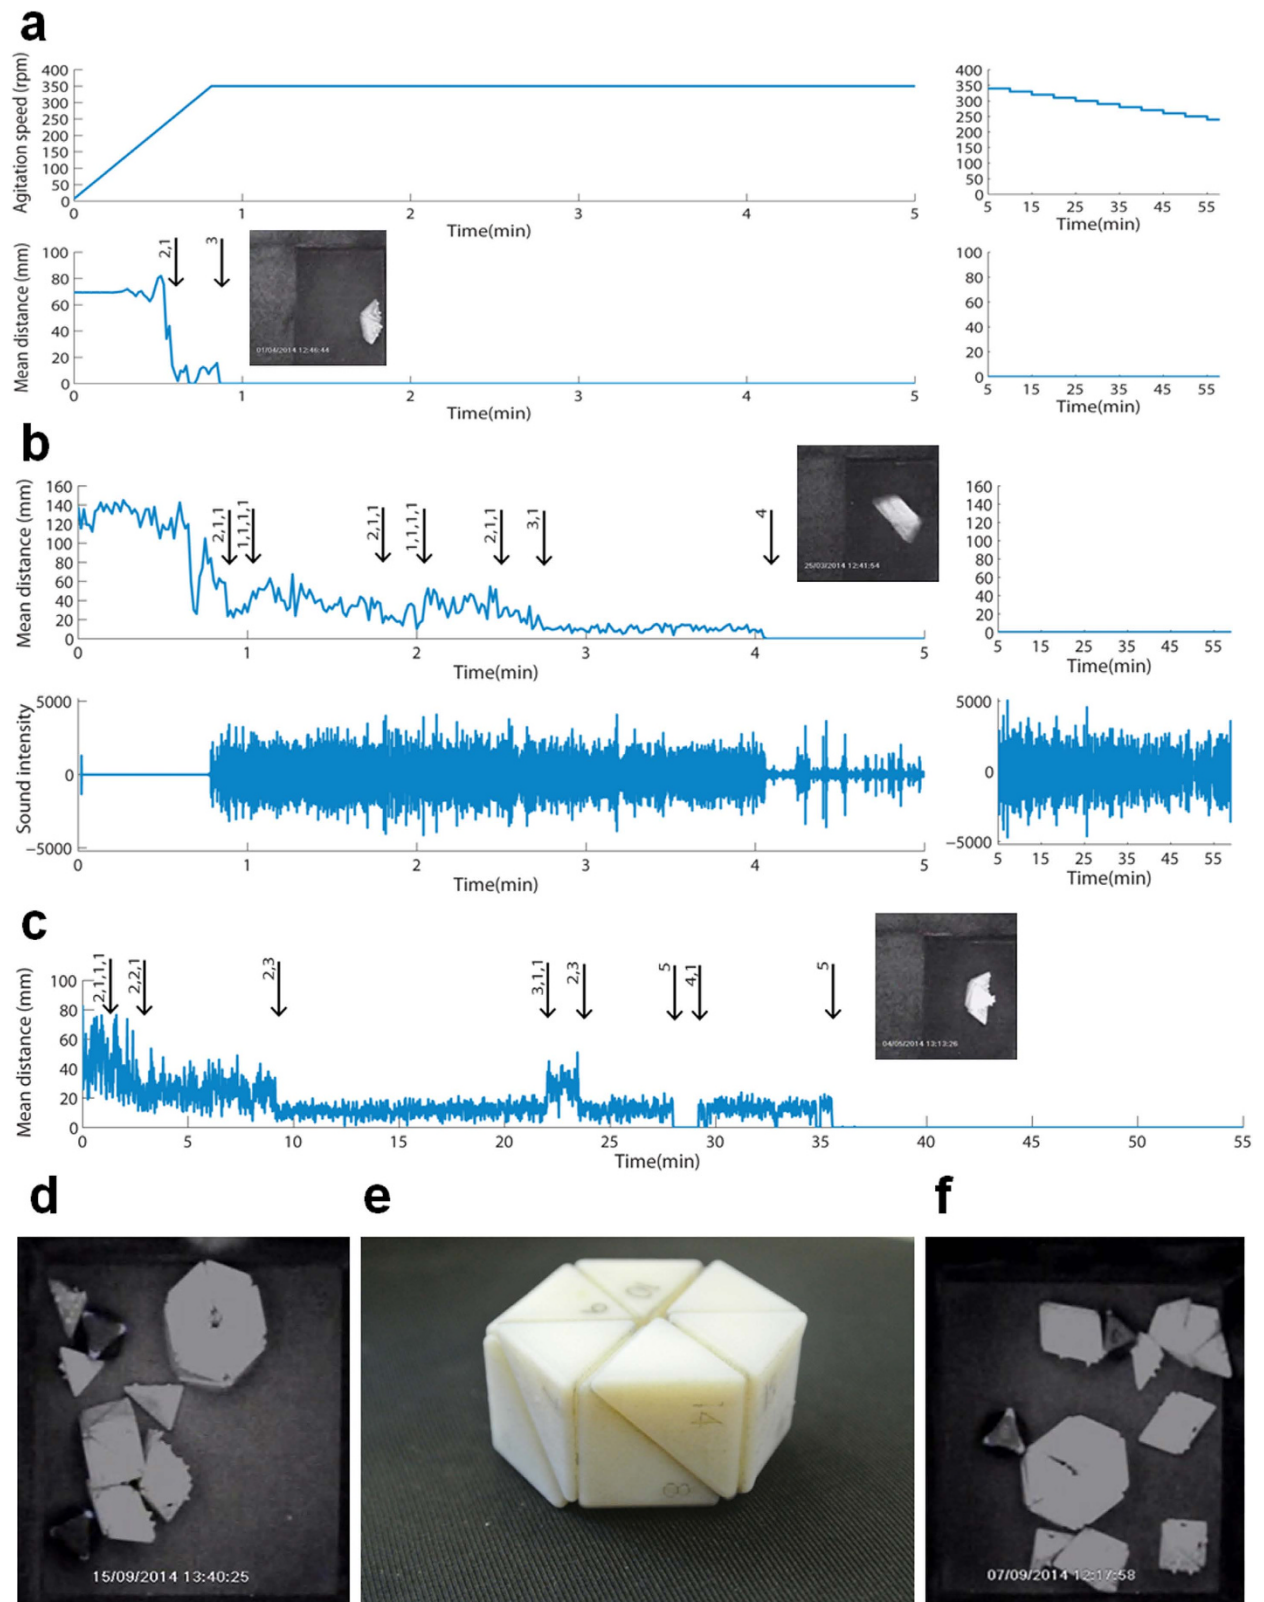 a
Agitation speed (rpm)
400
350
300
250
200
150
100
50
0
0 1 2 3 4 5
Time(min)
400
350
300
250
200
150
100
50
0
5 15 25 35 45 55
Time(min)
Mean distance (mm)
100
80
60
40
20
0
2,1
3
01/04/2014 12:46:44
0 1 2 3 4 5
Time(min)
100
80
60
40
20
0
5 15 25 35 45 55
Time(min)
b
Mean distance (mm)
160
140
120
100
80
60
40
20
0
2,1,1
1,1,1,1
2,1,1
1,1,1,1
2,1,1
3,1
4
25/03/2014 12:41:54
0 1 2 3 4 5
Time(min)
160
140
120
100
80
60
40
20
0
5 15 25 35 45 55
Time(min)
Sound intensity
5000
0
−5000
0 1 2 3 4 5
Time(min)
5000
0
−5000
5 15 25 35 45 55
Time(min)
c
Mean distance (mm)
100
80
60
40
20
0
2,1,1,1
2,2,1
2,3
3,1,1
2,3
5
4,1
5
04/05/2014 13:13:26
0 5 10 15 20 25 30 35 40 45 50 55
Time(min)
d
15/09/2014 13:40:25
e
14
8
f
07/09/2014 12:17:58